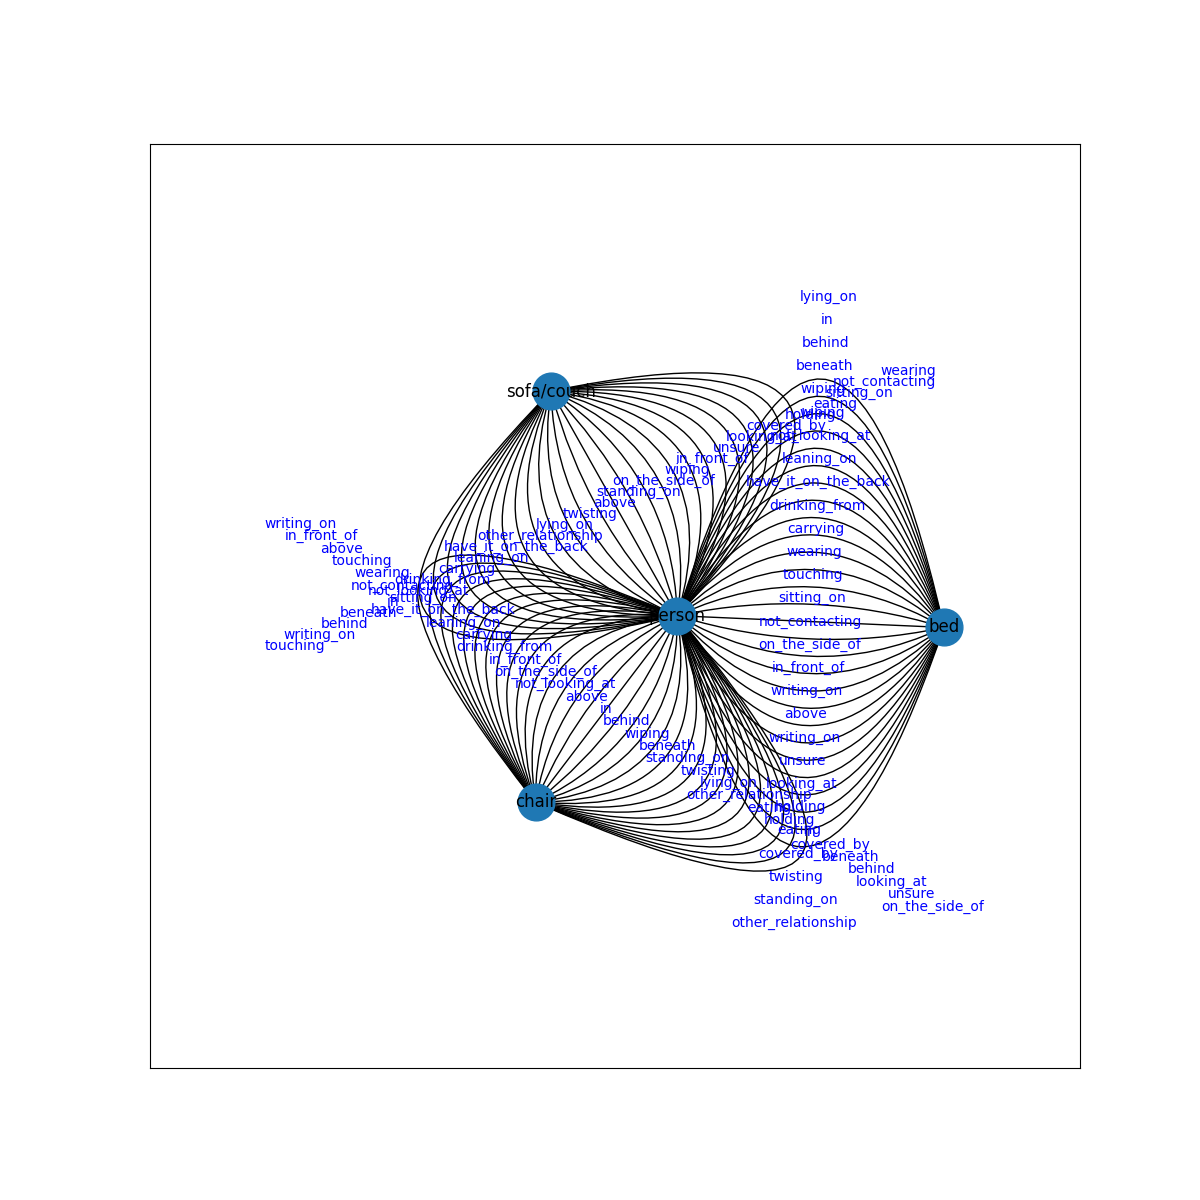 lying_on
in
behind
beneath
wearing
not_contacting
wiping
sitting_on
sofa/couch
eating
holding
wiping
covered_by
looking_at
not_looking_at
unsure
in_front_of
leaning_on
wiping
on_the_side_of
have_it_on_the_back
standing_on
above
drinking_from
twisting
writing_on
lying_on
carrying
in_front_of
other_relationship
above
have_it_on_the_back
wearing
leaning_on
touching
carrying
wearing
touching
drinking_from
not_contacting
not_looking_at
sitting_on
sitting_on
in
have_it_on_the_back
beneath
person
behind
leaning_on
not_contacting
bed
writing_on
carrying
touching
drinking_from
on_the_side_of
in_front_of
in_front_of
on_the_side_of
not_looking_at
writing_on
above
in
above
behind
wiping
writing_on
beneath
standing_on
unsure
twisting
lying_on
looking_at
other_relationship
chair
eating
holding
holding
eating
in
covered_by
covered_by
beneath
behind
twisting
looking_at
unsure
standing_on
on_the_side_of
other_relationship